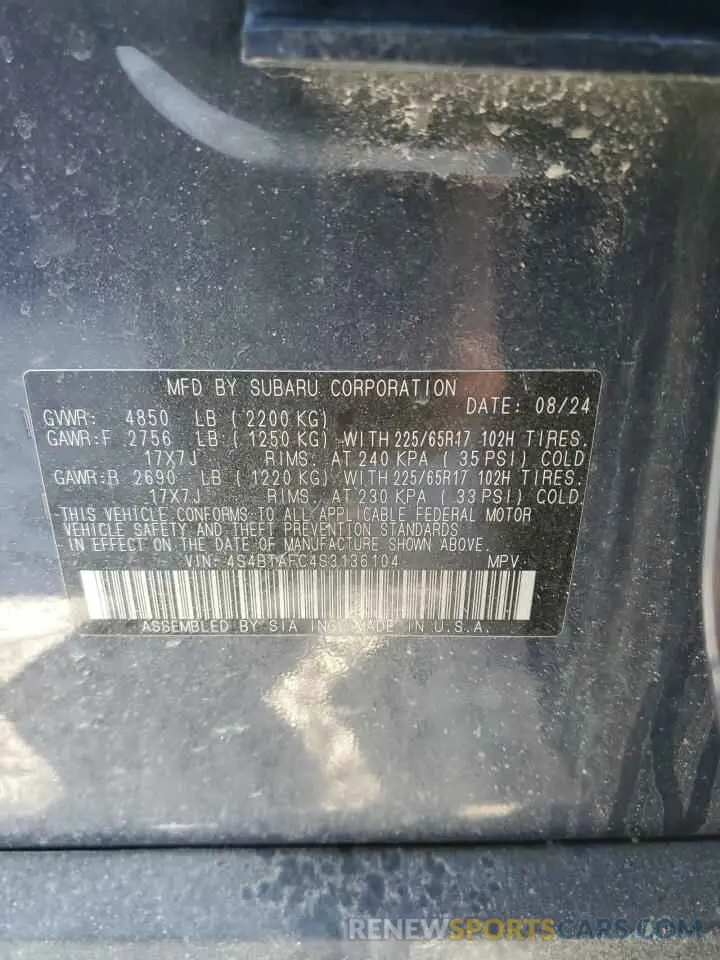 MFD BY SUBARU CORPORATION
DATE: 08/24
GVWR: 4850 LB ( 2200 KG)
GAWR:F 2756 LB ( 1250 KG) WITH 225/65R17 102H TIRES.
17X7J RIMS. AT 240 KPA ( 35 PSI) COLD
GAWR:R 2690 LB ( 1220 KG) WITH 225/65R17 102H TIRES.
17X7J RIMS. AT 230 KPA ( 33 PSI) COLD.
THIS VEHICLE CONFORMS TO ALL APPLICABLE FEDERAL MOTOR
VEHICLE SAFETY AND THEFT PREVENTION STANDARDS
IN EFFECT ON THE DATE OF MANUFACTURE SHOWN ABOVE.
VIN: 4S4BTAFC4S3136104 MPV
ASSEMBLED BY SIA INC. MADE IN U.S.A.
RENEWSPORTSCARS.COM